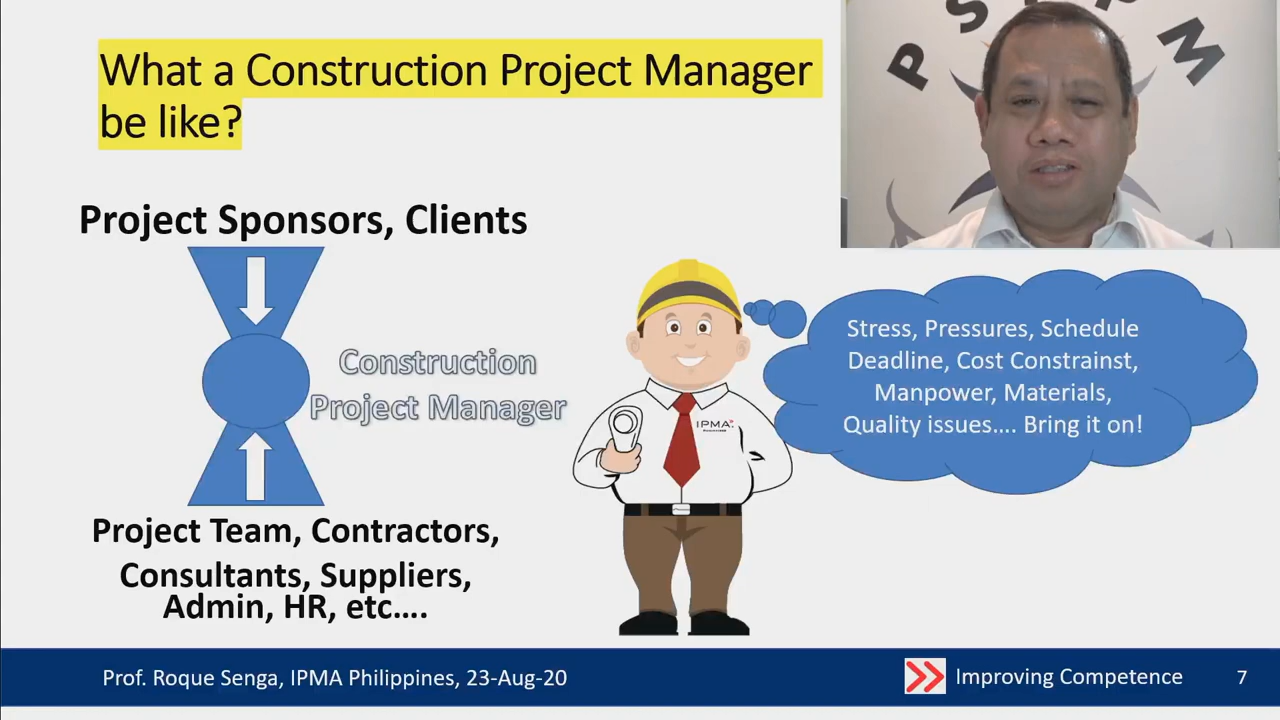 What a Construction Project Manager
be like?
PSPM
Project Sponsors, Clients
Construction
Project Manager
Stress, Pressures, Schedule
Deadline, Cost Constrainst,
Manpower, Materials,
Quality issues.... Bring it on!
IPMA
Project Team, Contractors,
Consultants, Suppliers,
Admin, HR, etc....
Prof. Roque Senga, IPMA Philippines, 23-Aug-20
Improving Competence
7